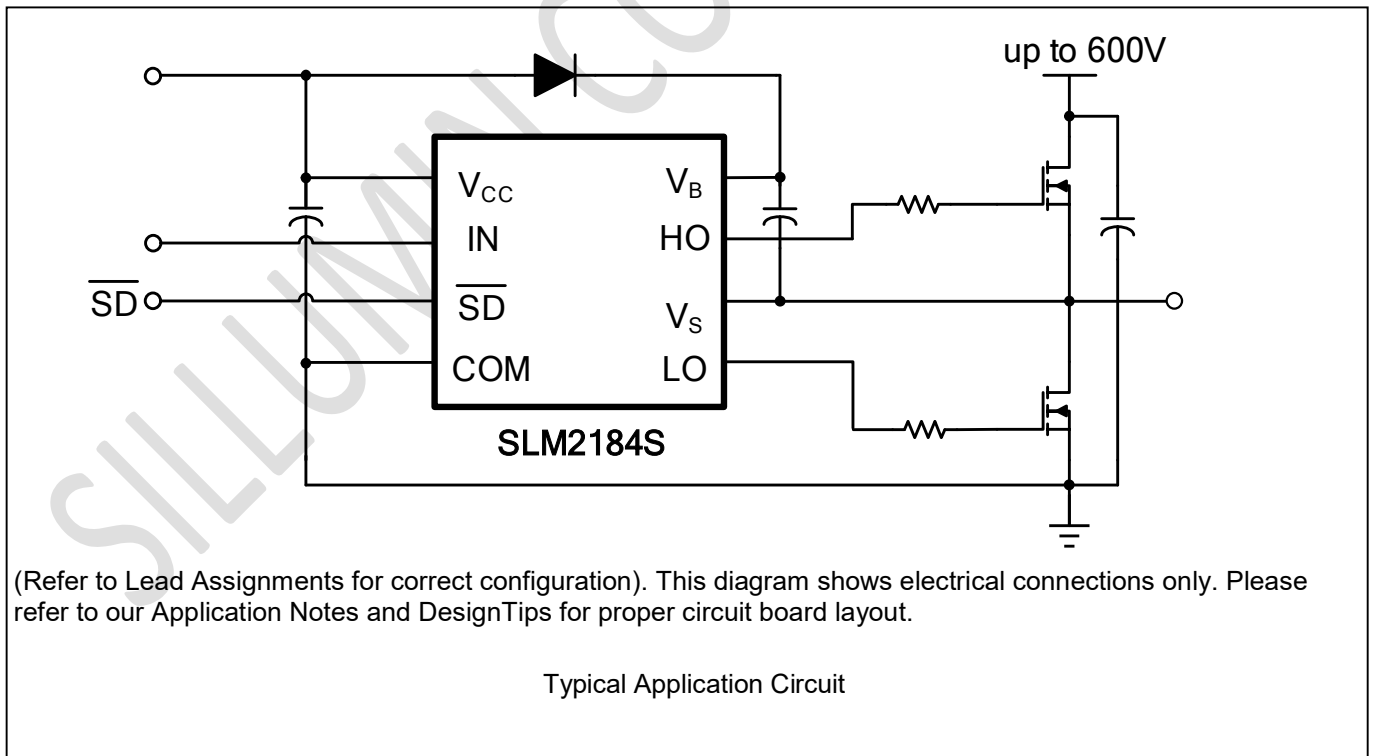 SILLUMIN CO
up to 600V
VCC
VB
IN
HO
SD
SD
VS
COM
LO
SLM2184S
(Refer to Lead Assignments for correct configuration). This diagram shows electrical connections only. Please
refer to our Application Notes and DesignTips for proper circuit board layout.
Typical Application Circuit